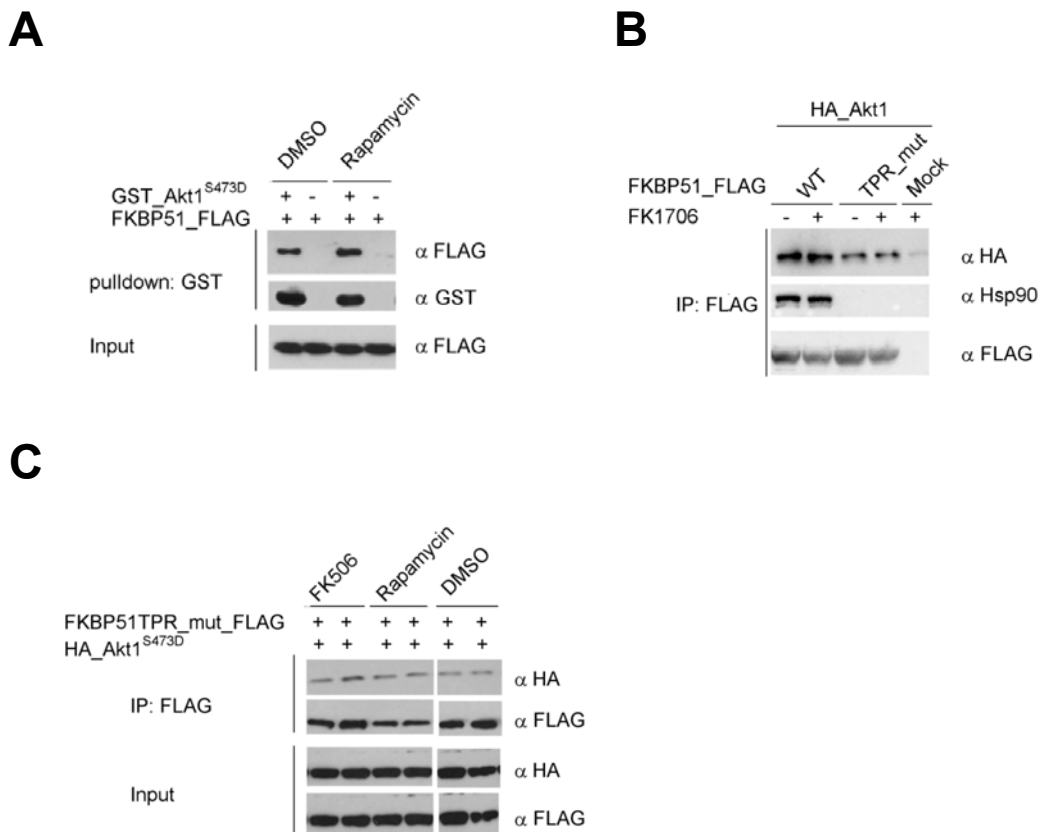 A
DMSO
Rapamycin
GST_Akt1S473D + - + -
FKBP51_FLAG + + + +
pulldown: GST
α FLAG
α GST
Input
α FLAG
B
HA_Akt1
FKBP51_FLAG
WT
TPR_mut
Mock
FK1706 - + - + +
IP: FLAG
α HA
α Hsp90
α FLAG
C
FK506
Rapamycin
DMSO
FKBP51TPR_mut_FLAG + + + + + +
HA_Akt1S473D + + + + + +
IP: FLAG
α HA
α FLAG
Input
α HA
α FLAG